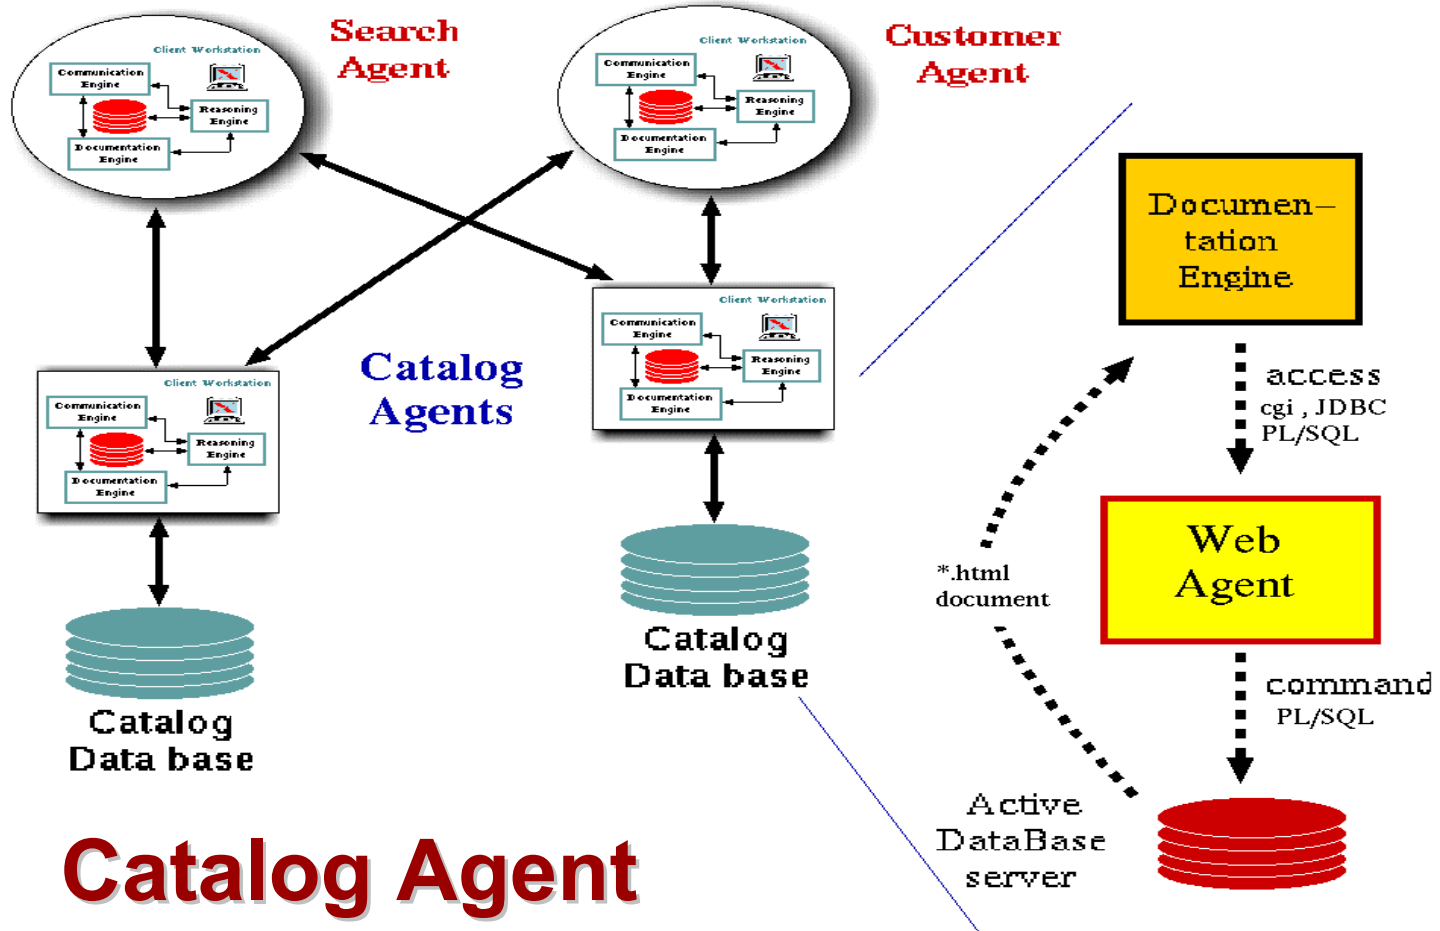 Search
Agent
Client Workstation
Communication
Engine
Reasoning
Engine
Documentation
Engine
Customer
Agent
Client Workstation
Communication
Engine
Reasoning
Engine
Documentation
Engine
Catalog
Agents
Client Workstation
Communication
Engine
Reasoning
Engine
Documentation
Engine
Client Workstation
Communication
Engine
Reasoning
Engine
Documentation
Engine
Catalog
Data base
Catalog
Data base
Documen-
tation
Engine
access
cgi , JDBC
PL/SQL
Web
Agent
*.html
document
command
PL/SQL
Active
DataBase
server
Catalog Agent